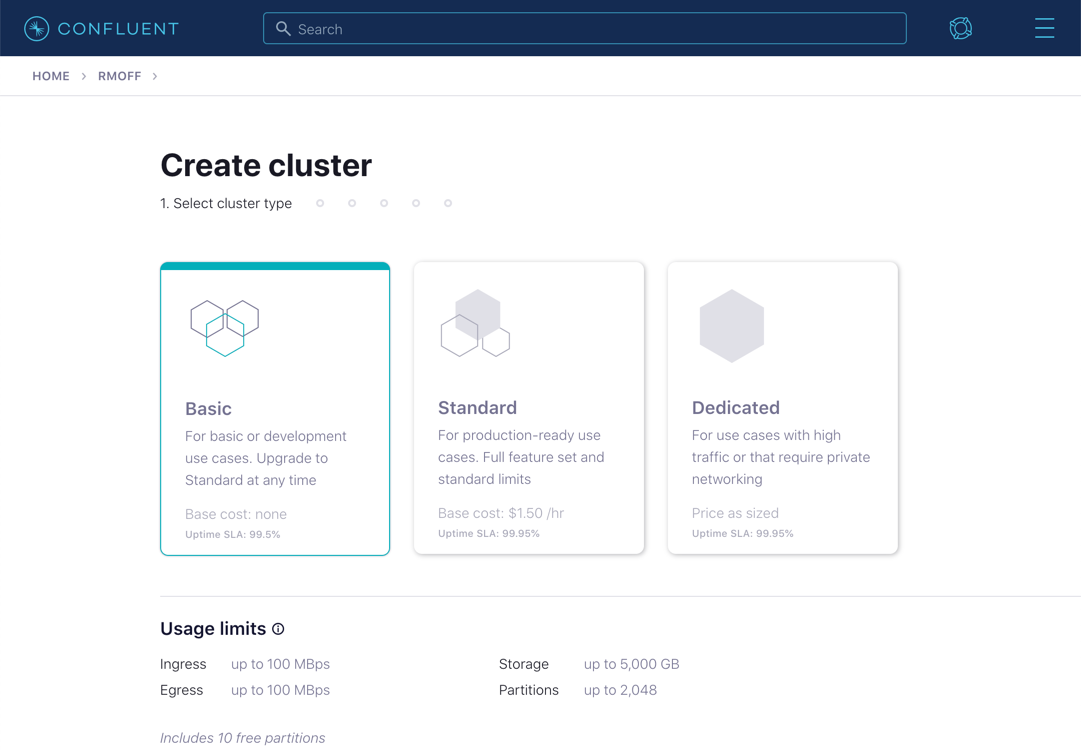 CONFLUENT
Search
HOME > RMOFF >
Create cluster
1. Select cluster type
Basic
For basic or development
use cases. Upgrade to
Standard at any time
Base cost: none
Uptime SLA: 99.5%
Standard
For production-ready use
cases. Full feature set and
standard limits
Base cost: $1.50 /hr
Uptime SLA: 99.95%
Dedicated
For use cases with high
traffic or that require private
networking
Price as sized
Uptime SLA: 99.95%
Usage limits
Ingress up to 100 MBps
Egress up to 100 MBps
Storage up to 5,000 GB
Partitions up to 2,048
Includes 10 free partitions